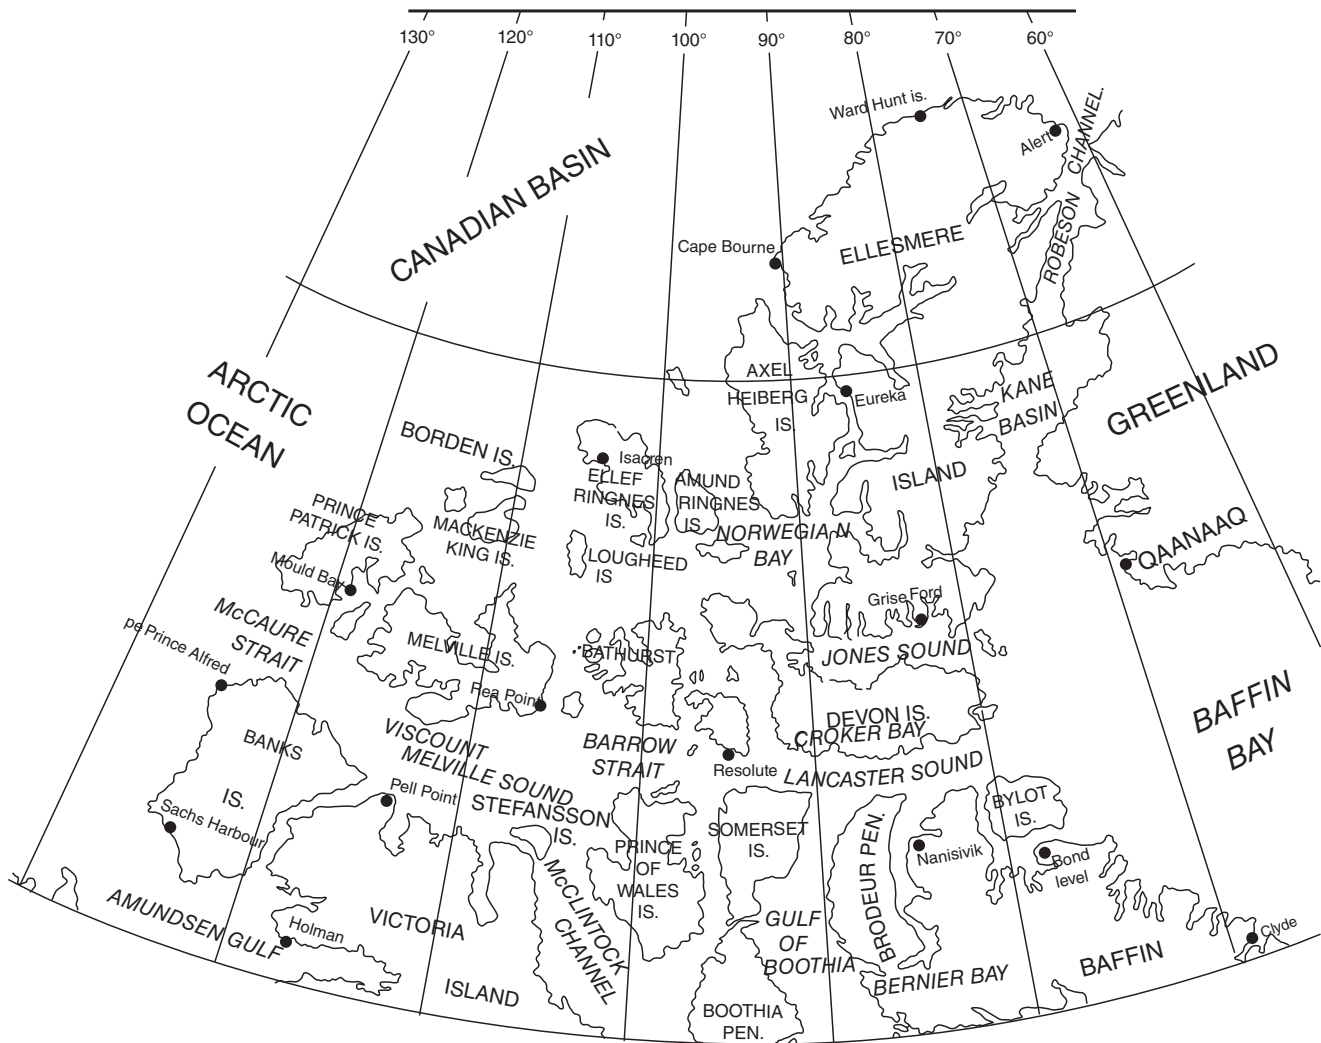 130° 120° 110° 100° 90° 80° 70° 60°
Ward Hunt is.
Alert
ROBESON CHANNEL.
CANADIAN BASIN
Cape Bourne
ELLESMERE
ARCTIC
OCEAN
AXEL
HEIBERG
IS.
Eureka
KANE
BASIN
GREENLAND
BORDEN IS.
Isacren
ELLEF
RINGNES
IS.
AMUND
RINGNES
IS.
ISLAND
PRINCE
PATRICK IS.
MACKENZIE
KING IS.
NORWEGIA N
BAY
LOUGHEED
IS
QAANAAQ
Mould Bay
Grise Ford
McCAURE
STRAIT
pe Prince Alfred
MELVILLE IS.
BATHURST
JONES SOUND
Rea Point
BAFFIN
BAY
DEVON IS.
CROKER BAY
BANKS
IS.
VISCOUNT
MELVILLE SOUND
BARROW
STRAIT
Resolute
LANCASTER SOUND
Pell Point
STEFANSSON
IS.
BYLOT
IS.
Sachs Harbour
PRINCE
OF
WALES
IS.
SOMERSET
IS.
BRODEUR PEN.
Nanisivik
Bond
level
McCLINTOCK
CHANNEL
AMUNDSEN GULF
Holman
VICTORIA
ISLAND
GULF
OF
BOOTHIA
BERNIER BAY
BAFFIN
Clyde
BOOTHIA
PEN.